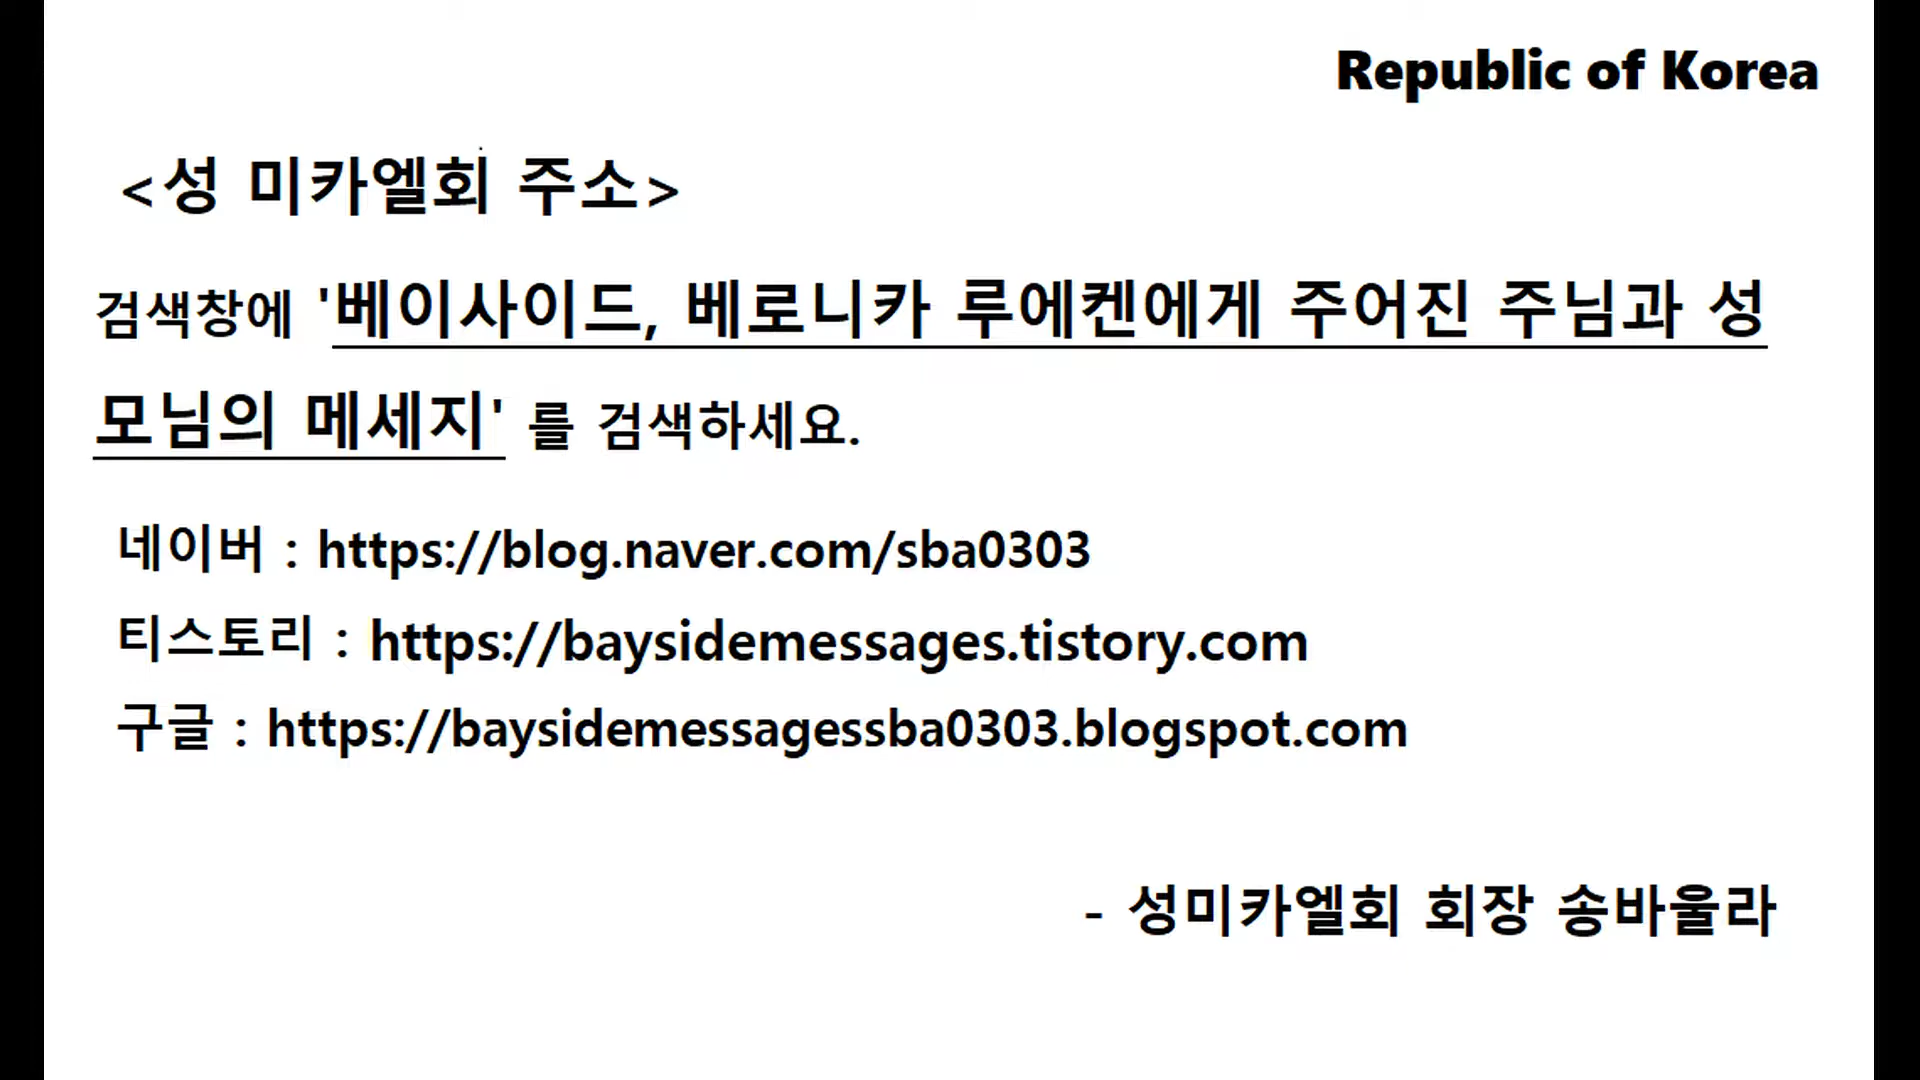 Republic of Korea
<성 미카엘회 주소>
검색창에 '베이사이드, 베로니카 루에켄에게 주어진 주님과 성
모님의 메세지' 를 검색하세요.
네이버 : https://blog.naver.com/sba0303
티스토리 : https://baysidemessages.tistory.com
구글 : https://baysidemessagessba0303.blogspot.com
- 성미카엘회 회장 송바울라